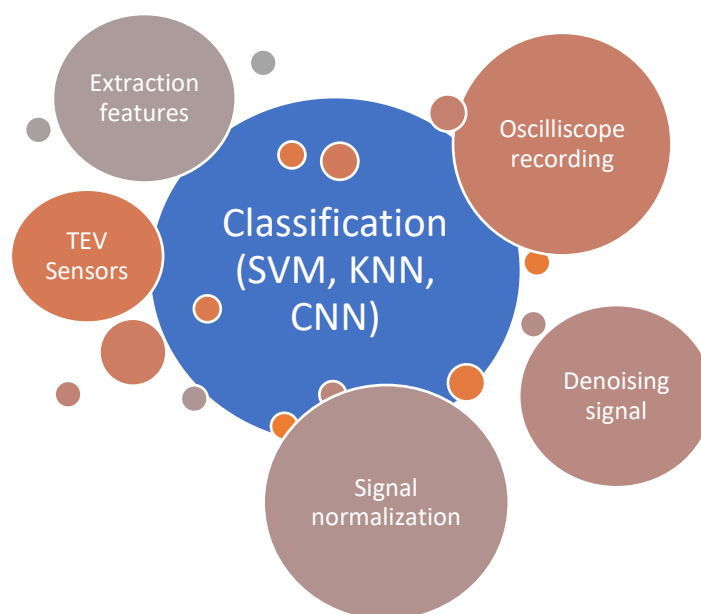 Extraction
features
Oscilliscope
recording
Classification
(SVM, KNN,
CNN)
TEV
Sensors
Denoising
signal
Signal
normalization